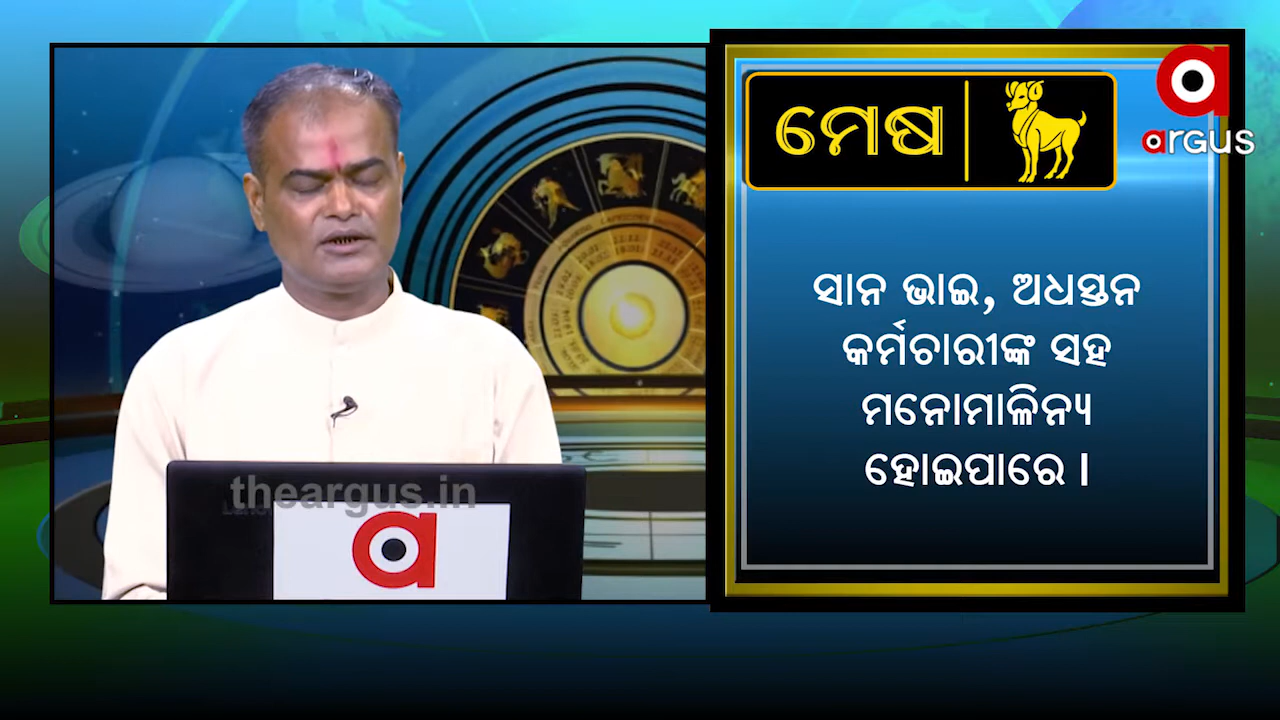 ମେଷ
argus
ସାନ ଭାଇ, ଅଧସ୍ତନ
କର୍ମଚାରୀଙ୍କ ସହ
ମନୋମାଳିନ୍ୟ
ହୋଇପାରେ ।
theargus.in
a